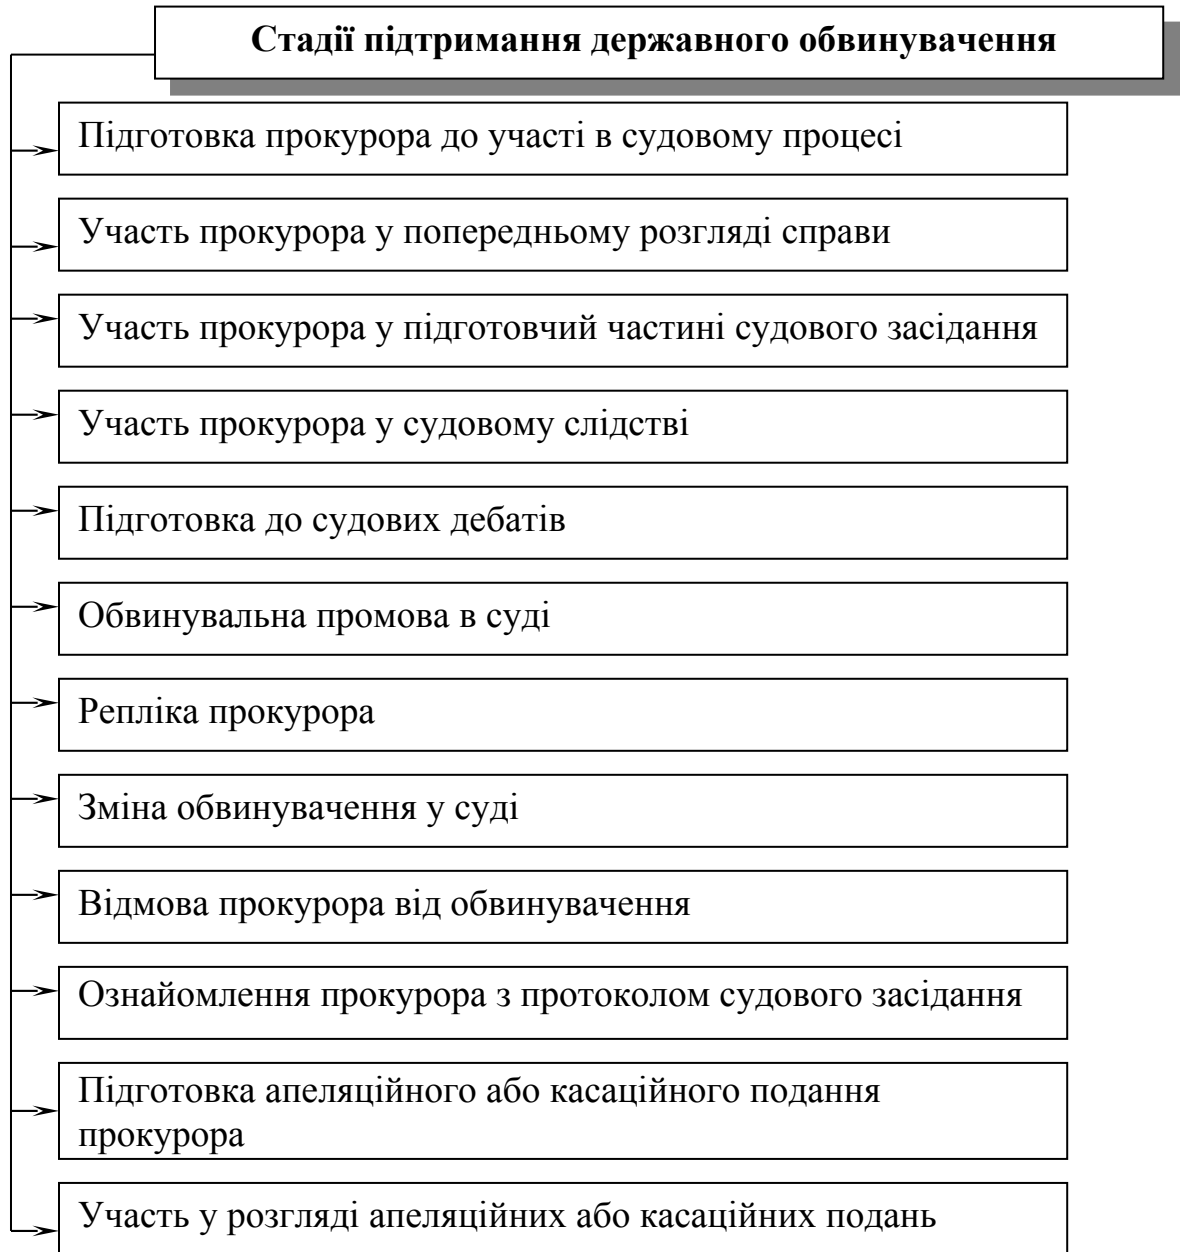 Стадії підтримання державного обвинувачення
Підготовка прокурора до участі в судовому процесі
Участь прокурора у попередньому розгляді справи
Участь прокурора у підготовчий частині судового засідання
Участь прокурора у судовому слідстві
Підготовка до судових дебатів
Обвинувальна промова в суді
Репліка прокурора
Зміна обвинувачення у суді
Відмова прокурора від обвинувачення
Ознайомлення прокурора з протоколом судового засідання
Підготовка апеляційного або касаційного подання
прокурора
Участь у розгляді апеляційних або касаційних подань